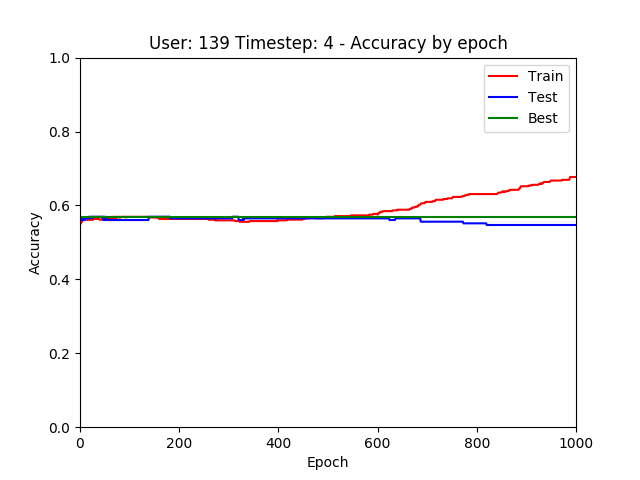 User: 139 Timestep: 4 - Accuracy by epoch
Train
Test
Best
1.0
0.8
0.6
0.4
0.2
0.0
Accuracy
0 200 400 600 800 1000
Epoch